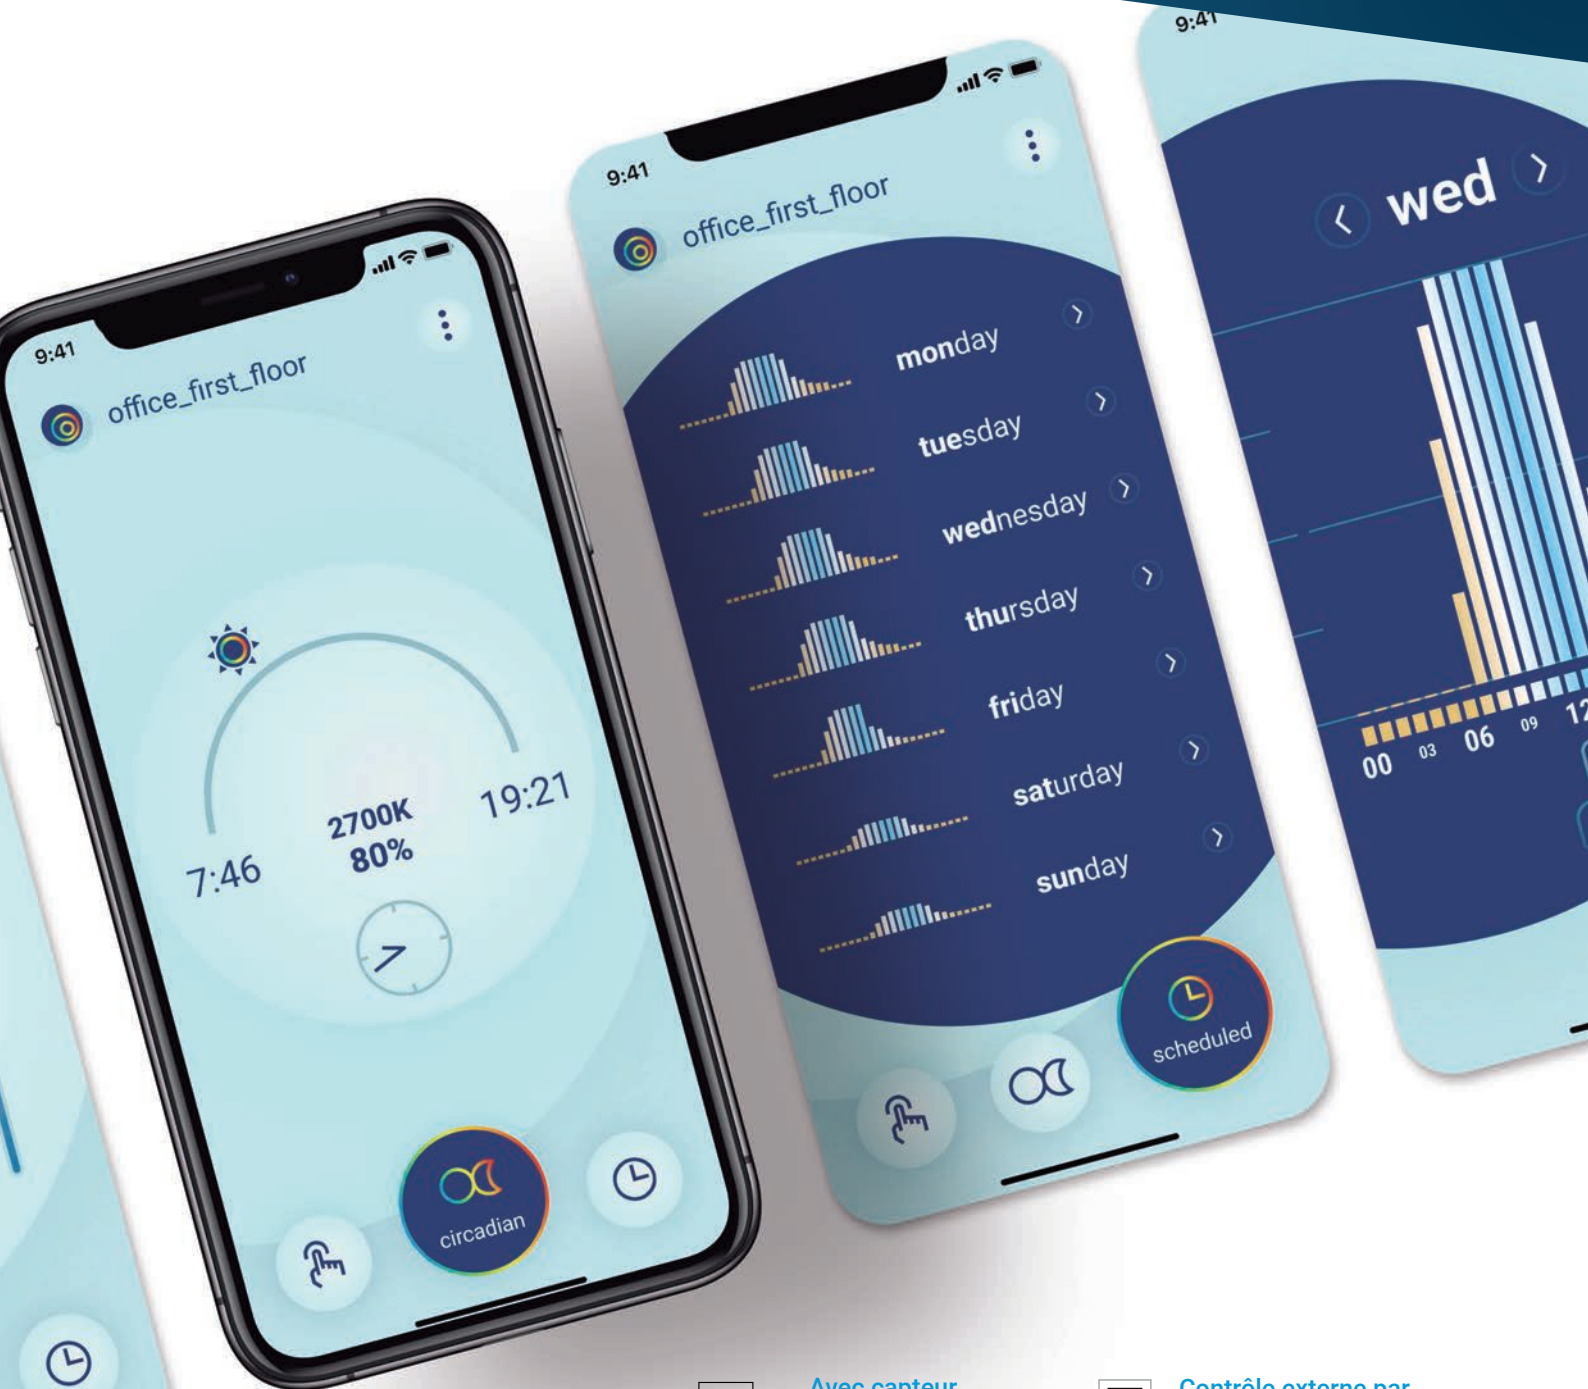 9:41
office_first_floor
7:46
2700K
80%
19:21
circadian
9:41
office_first_floor
monday
tuesday
wednesday
thursday
friday
saturday
sunday
scheduled
9:41
wed
00 03 06 09 12
Avec capteur
Contrôle externe par